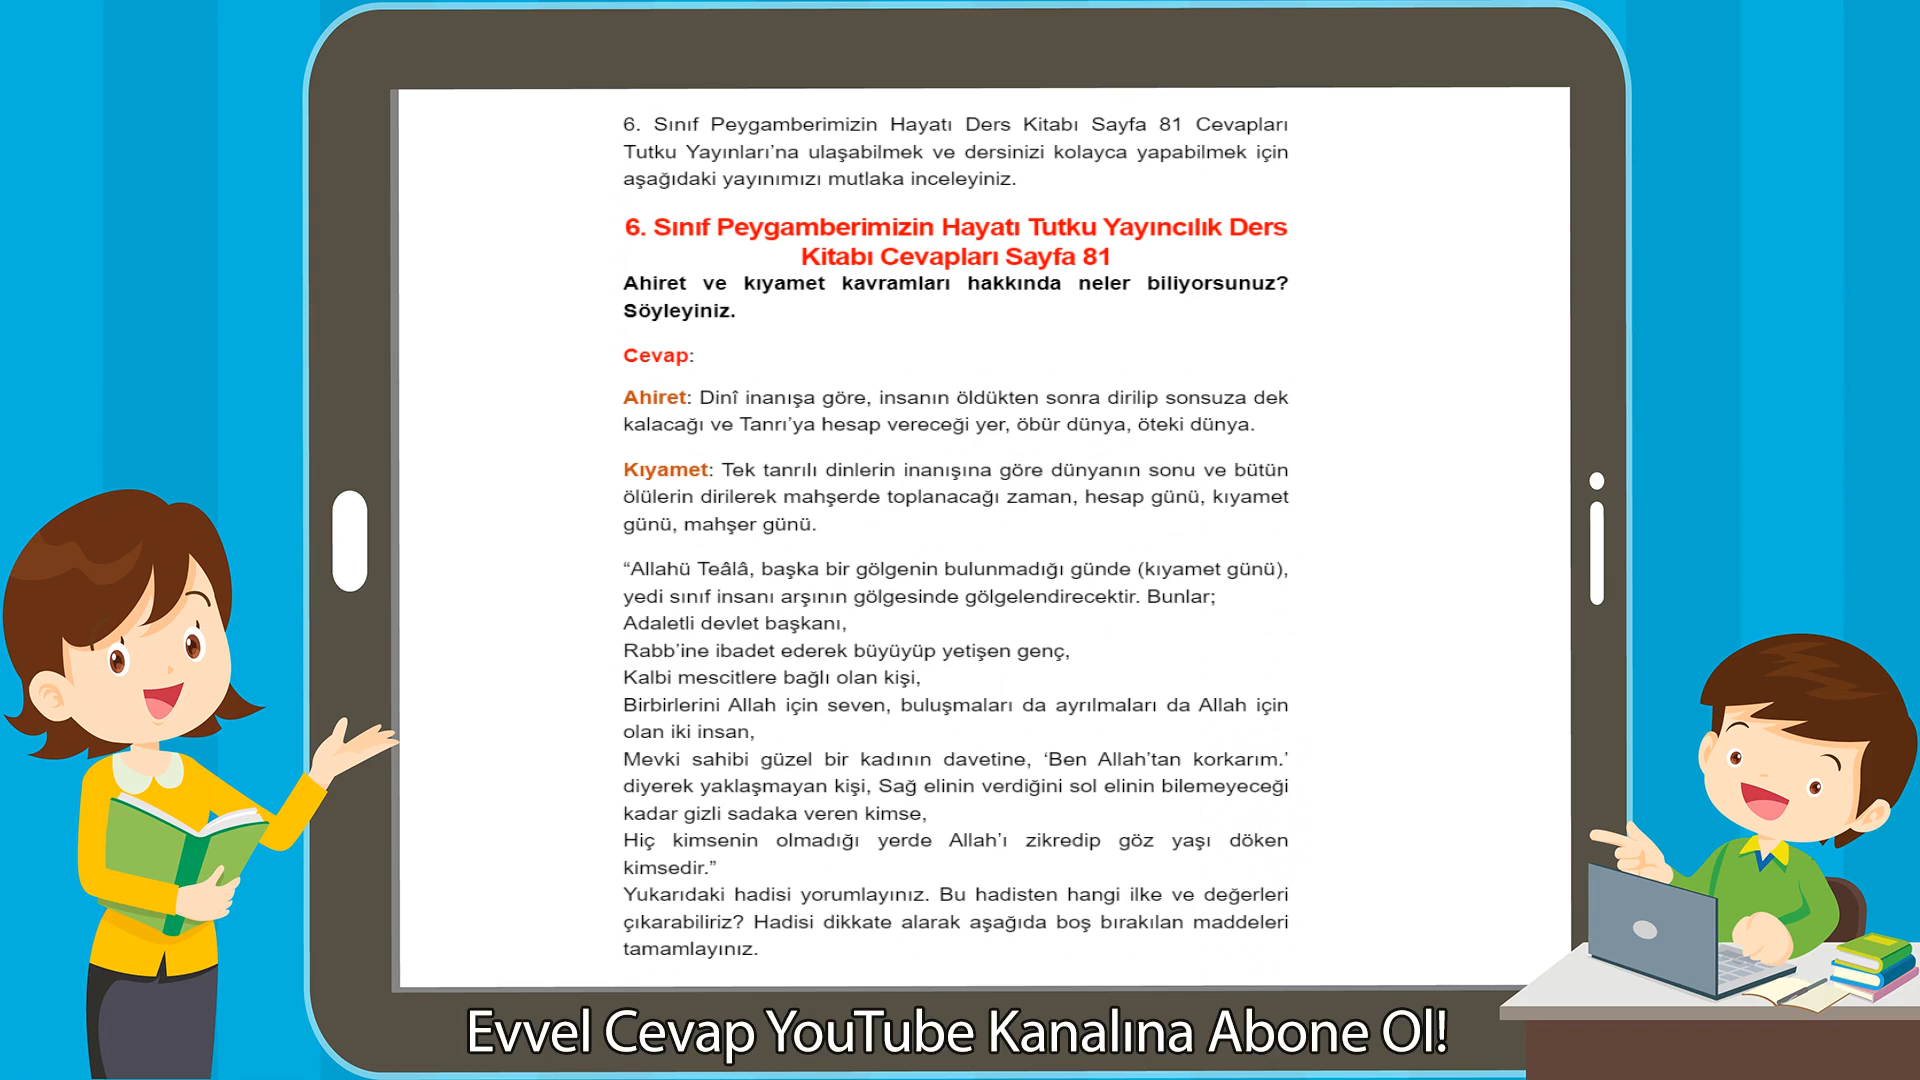 6. Sınıf Peygamberimizin Hayatı Ders Kitabı Sayfa 81 Cevapları
Tutku Yayınları’na ulaşabilmek ve dersinizi kolayca yapabilmek için
aşağıdaki yayınımızı mutlaka inceleyiniz.
6. Sınıf Peygamberimizin Hayatı Tutku Yayıncılık Ders
Kitabı Cevapları Sayfa 81
Ahiret ve kıyamet kavramları hakkında neler biliyorsunuz?
Söyleyiniz.
Cevap:
Ahiret: Dinî inanışa göre, insanın öldükten sonra dirilip sonsuza dek
kalacağı ve Tanrı’ya hesap vereceği yer, öbür dünya, öteki dünya.
Kıyamet: Tek tanrılı dinlerin inanışına göre dünyanın sonu ve bütün
ölülerin dirilerek mahşerde toplanacağı zaman, hesap günü, kıyamet
günü, mahşer günü.
“Allahü Teâlâ, başka bir gölgenin bulunmadığı günde (kıyamet günü),
yedi sınıf insanı arşının gölgesinde gölgelendirecektir. Bunlar;
Adaletli devlet başkanı,
Rabb’ine ibadet ederek büyüyüp yetişen genç,
Kalbi mescitlere bağlı olan kişi,
Birbirlerini Allah için seven, buluşmaları da ayrılmaları da Allah için
olan iki insan,
Mevki sahibi güzel bir kadının davetine, ‘Ben Allah’tan korkarım.’
diyerek yaklaşmayan kişi, Sağ elinin verdiğini sol elinin bilemeyeceği
kadar gizli sadaka veren kimse,
Hiç kimsenin olmadığı yerde Allah’ı zikredip göz yaşı döken
kimsedir.”
Yukarıdaki hadisi yorumlayınız. Bu hadisten hangi ilke ve değerleri
çıkarabiliriz? Hadisi dikkate alarak aşağıda boş bırakılan maddeleri
tamamlayınız.
Evvel Cevap YouTube Kanalına Abone Ol!